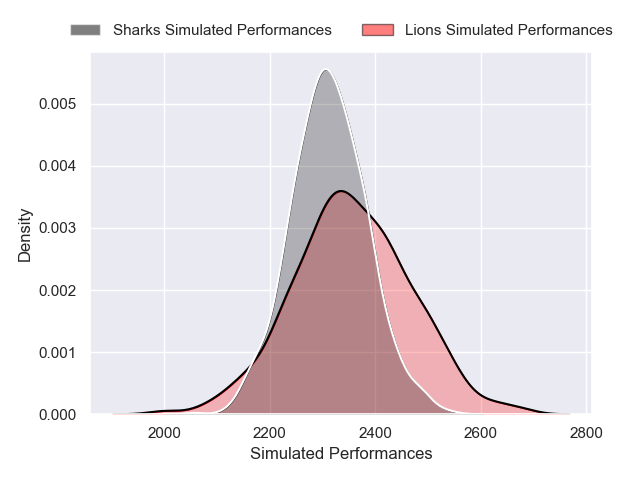 Sharks Simulated Performances
Lions Simulated Performances
0.005
0.004
0.003
0.002
0.001
0.000
Density
2000
2200
2400
2600
2800
Simulated Performances